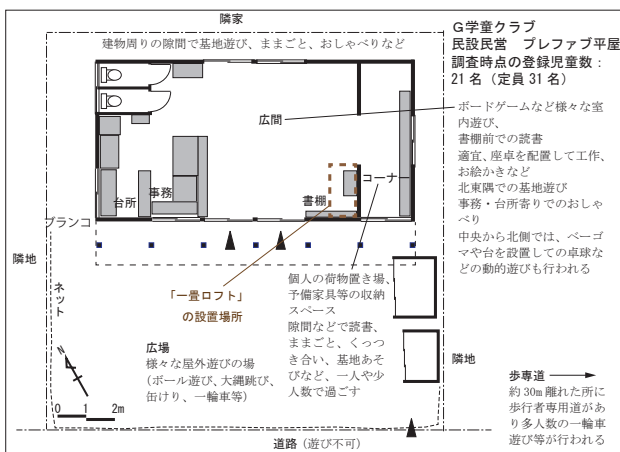 隣家
建物周りの隙間で基地遊び、ままごと、おしゃべりなど
G学童クラブ
民設民営 プレファブ平屋
調査時点の登録児童数：
21 名（定員 31 名）
広間
ボードゲームなど様々な室
内遊び、
書棚前での読書
適宜、座卓を配置して工作、
お絵かきなど
北東隅での基地遊び
事務・台所寄りでのおしゃ
べり
中央から北側では、ベーゴ
マや台を設置しての卓球な
どの動的遊びも行われる
コーナー
台所
事務
書棚
ブランコ
隣地
ネット
「一畳ロフト」
の設置場所
個人の荷物置き場、
予備家具等の収納
スペース
隙間などで読書、
ままごと、くっつ
き合い、基地あそ
びなど、一人や少
人数で過ごす
広場
様々な屋外遊びの場
（ボール遊び、大縄跳び、
缶けり、一輪車等）
隣地
N
0 1 2m
歩専道
約 30m 離れた所に
歩行者専用道があ
り多人数の一輪車
遊び等が行われる
道路（遊び不可）